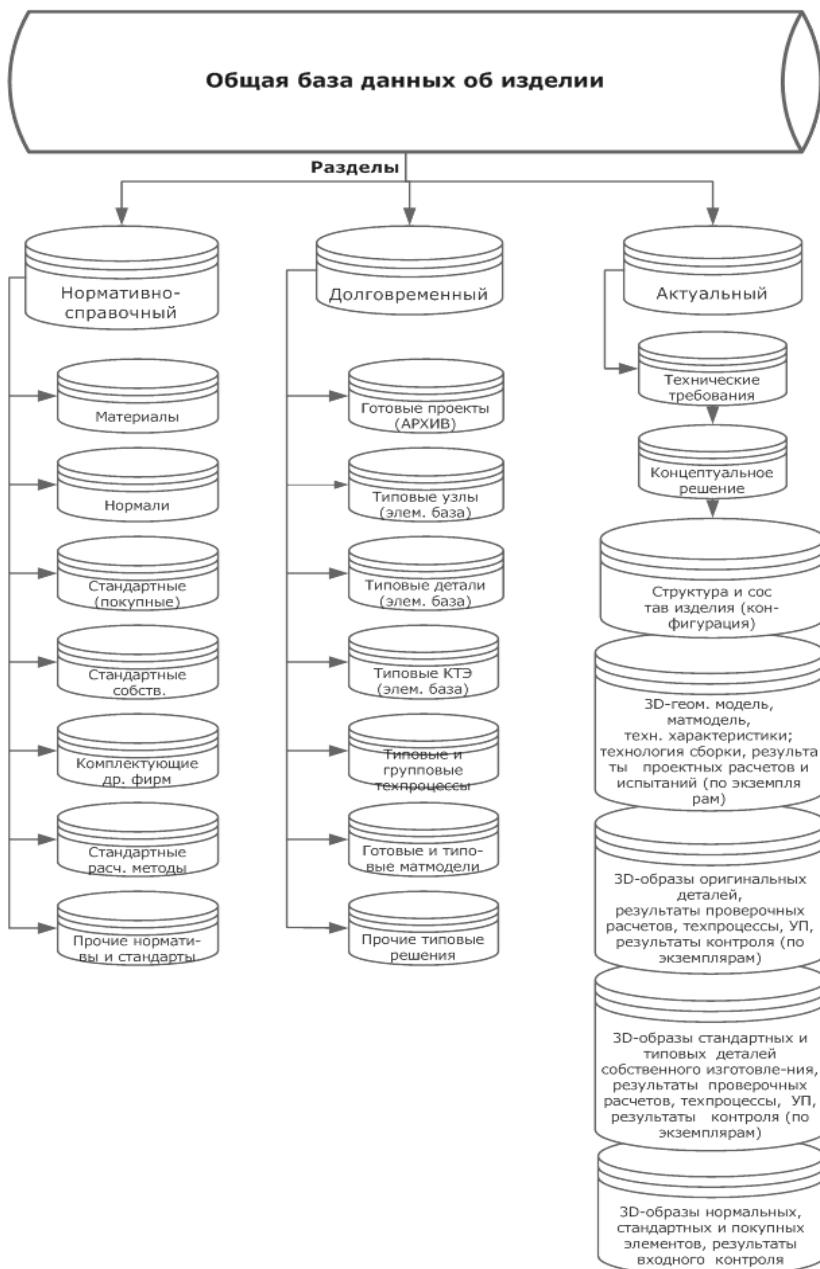 Общая база данных об изделии
Разделы
Нормативно-
справочный
Материалы
Нормали
Стандартные
(покупные)
Стандартные
собств.
Комплектующие
др. фирм
Стандартные
расч. методы
Прочие нормати-
вы и стандарты
Долговременный
Готовые проекты
(АРХИВ)
Типовые узлы
(элем. база)
Типовые детали
(элем. база)
Типовые КТЭ
(элем. база)
Типовые и
групповые
техпроцессы
Готовые и типо-
вые матмодели
Прочие типовые
решения
Актуальный
Технические
требования
Концептуальное
решение
Структура и сос
тав изделия (кон-
фигурация)
3D-геом. модель,
матмодель,
техн. характеристики;
технология сборки, результа
ты проектных расчетов и
испытаний (по экземпля
рам)
3D-образы оригинальных
деталей,
результаты проверочных
расчетов, техпроцессы, УП,
результаты контроля (по
экземплярам)
3D-образы стандартных и
типовых деталей
собственного изготовле-ния,
результаты проверочных
расчетов, техпроцессы, УП,
результаты контроля (по
экземплярам)
3D-образы нормальных,
стандартных и покупных
элементов, результаты
входного контроля